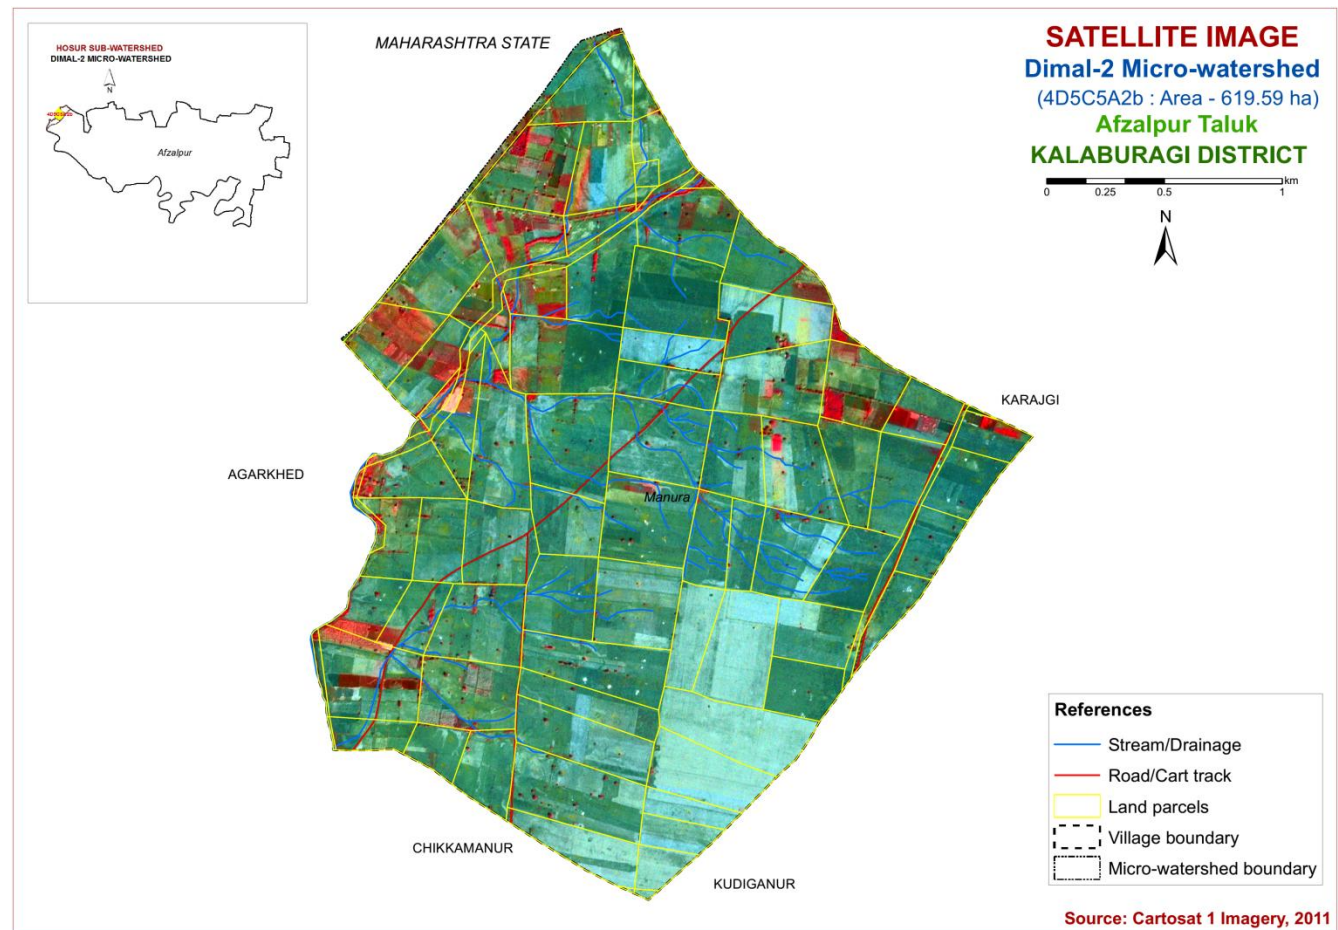 HOSUR SUB-WATERSHED
DIMAL-2 MICRO-WATERSHED
N
Afzalpur
MAHARASHTRA STATE
SATELLITE IMAGE
Dimal-2 Micro-watershed
(4D5C5A2b : Area - 619.59 ha)
Afzalpur Taluk
KALABURAGI DISTRICT
km
0 0.25 0.5 1
N
KARAJGI
AGARKHED
Manura
CHIKKAMANUR
KUDIGANUR
References
Stream/Drainage
Road/Cart track
Land parcels
Village boundary
Micro-watershed boundary
Source: Cartosat 1 Imagery, 2011